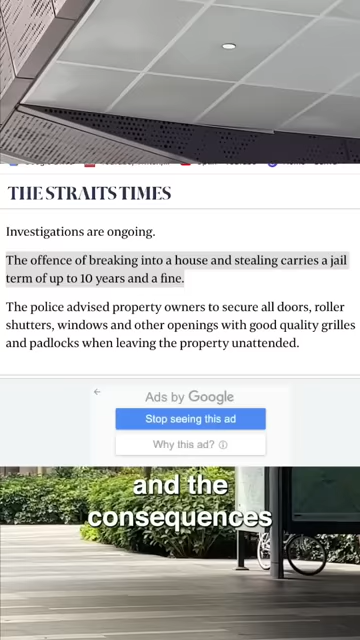 THE STRAITS TIMES
Investigations are ongoing.
The offence of breaking into a house and stealing carries a jail
term of up to 10 years and a fine.
The police advised property owners to secure all doors, roller
shutters, windows and other openings with good quality grilles
and padlocks when leaving the property unattended.
Ads by Google
Stop seeing this ad
Why this ad?
and the
consequences